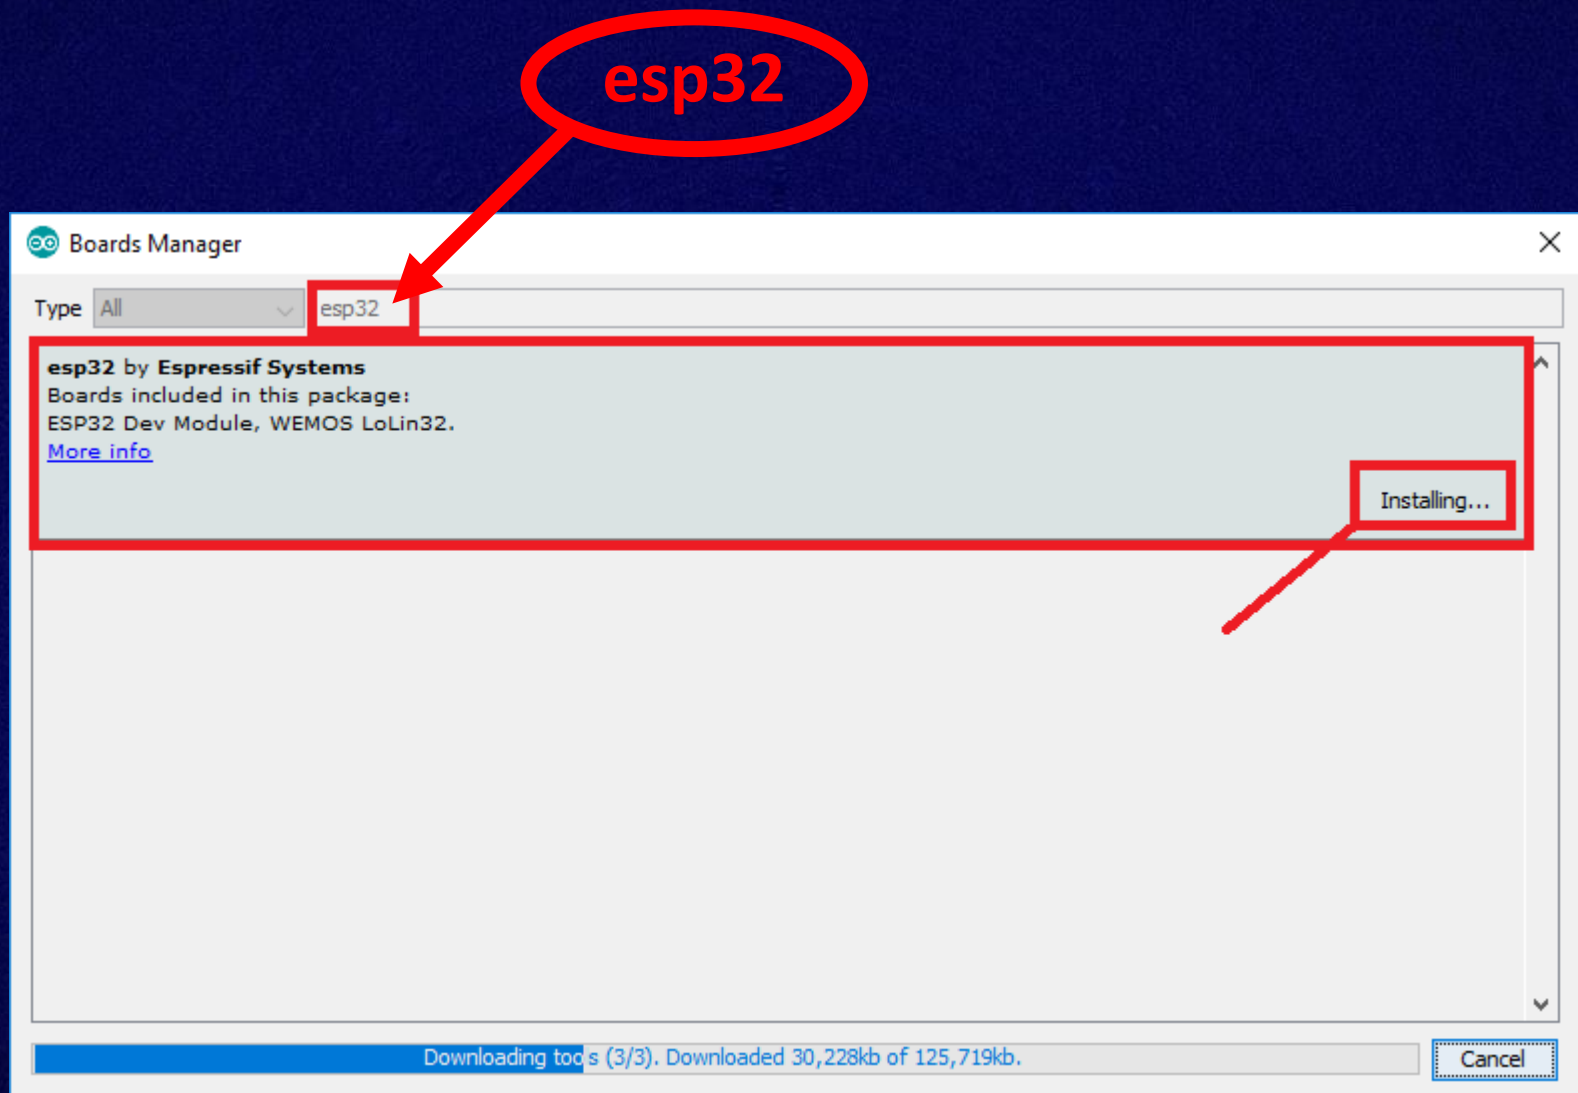 esp32
Boards Manager
Type All esp32
esp32 by Espressif Systems
Boards included in this package:
ESP32 Dev Module, WEMOS LoLin32.
More info
Installing...
Downloading too s (3/3). Downloaded 30,228kb of 125,719kb.
Cancel